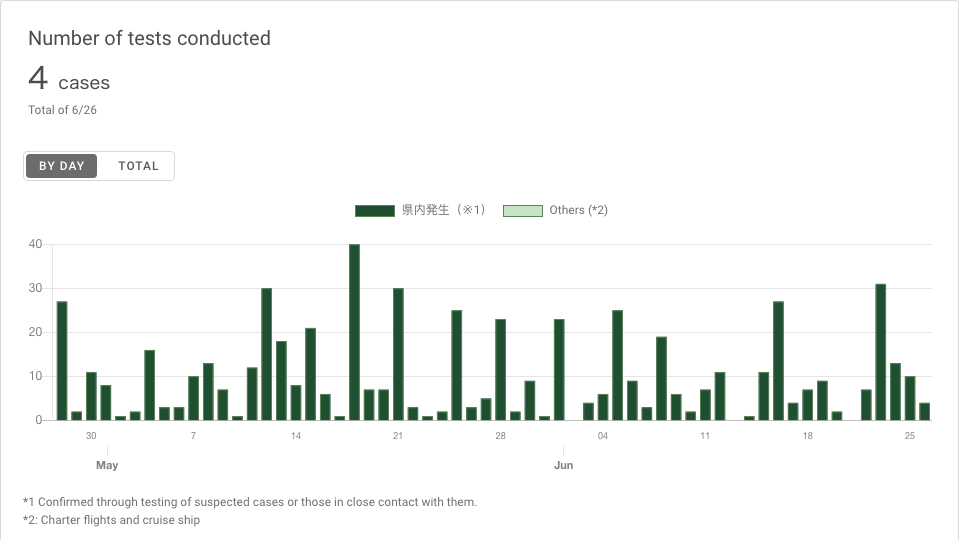 Number of tests conducted
4 cases
Total of 6/26
BY DAY TOTAL
県内発生（※1） Others (*2)
40
30
20
10
0
30 7 14 21 28 04 11 18 25
May Jun
*1 Confirmed through testing of suspected cases or those in close contact with them.
*2: Charter flights and cruise ship